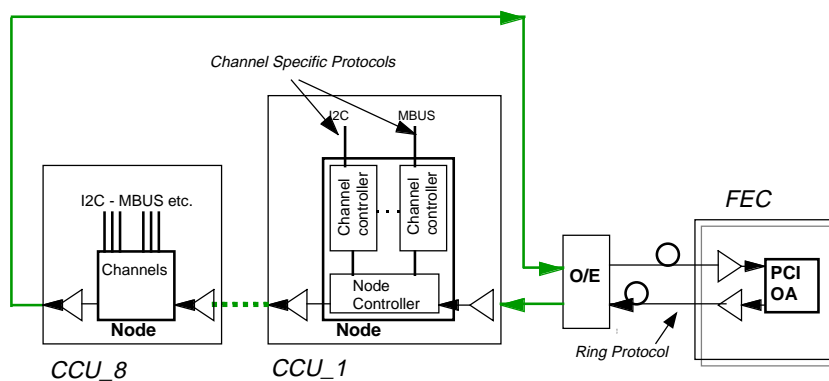 Channel Specific Protocols
I2C
MBUS
I2C - MBUS etc.
Channel
controller
Channel
controller
FEC
Channels
Node
Controller
O/E
PCI
OA
Node
Node
Ring Protocol
CCU_8
CCU_1